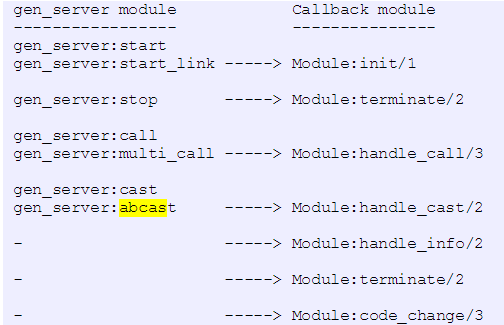 gen_server module            Callback module
-----------------            ---------------
gen_server:start
gen_server:start_link -----> Module:init/1
gen_server:stop       -----> Module:terminate/2
gen_server:call
gen_server:multi_call -----> Module:handle_call/3
gen_server:cast
gen_server:abcast     -----> Module:handle_cast/2
-                     -----> Module:handle_info/2
-                     -----> Module:terminate/2
-                     -----> Module:code_change/3